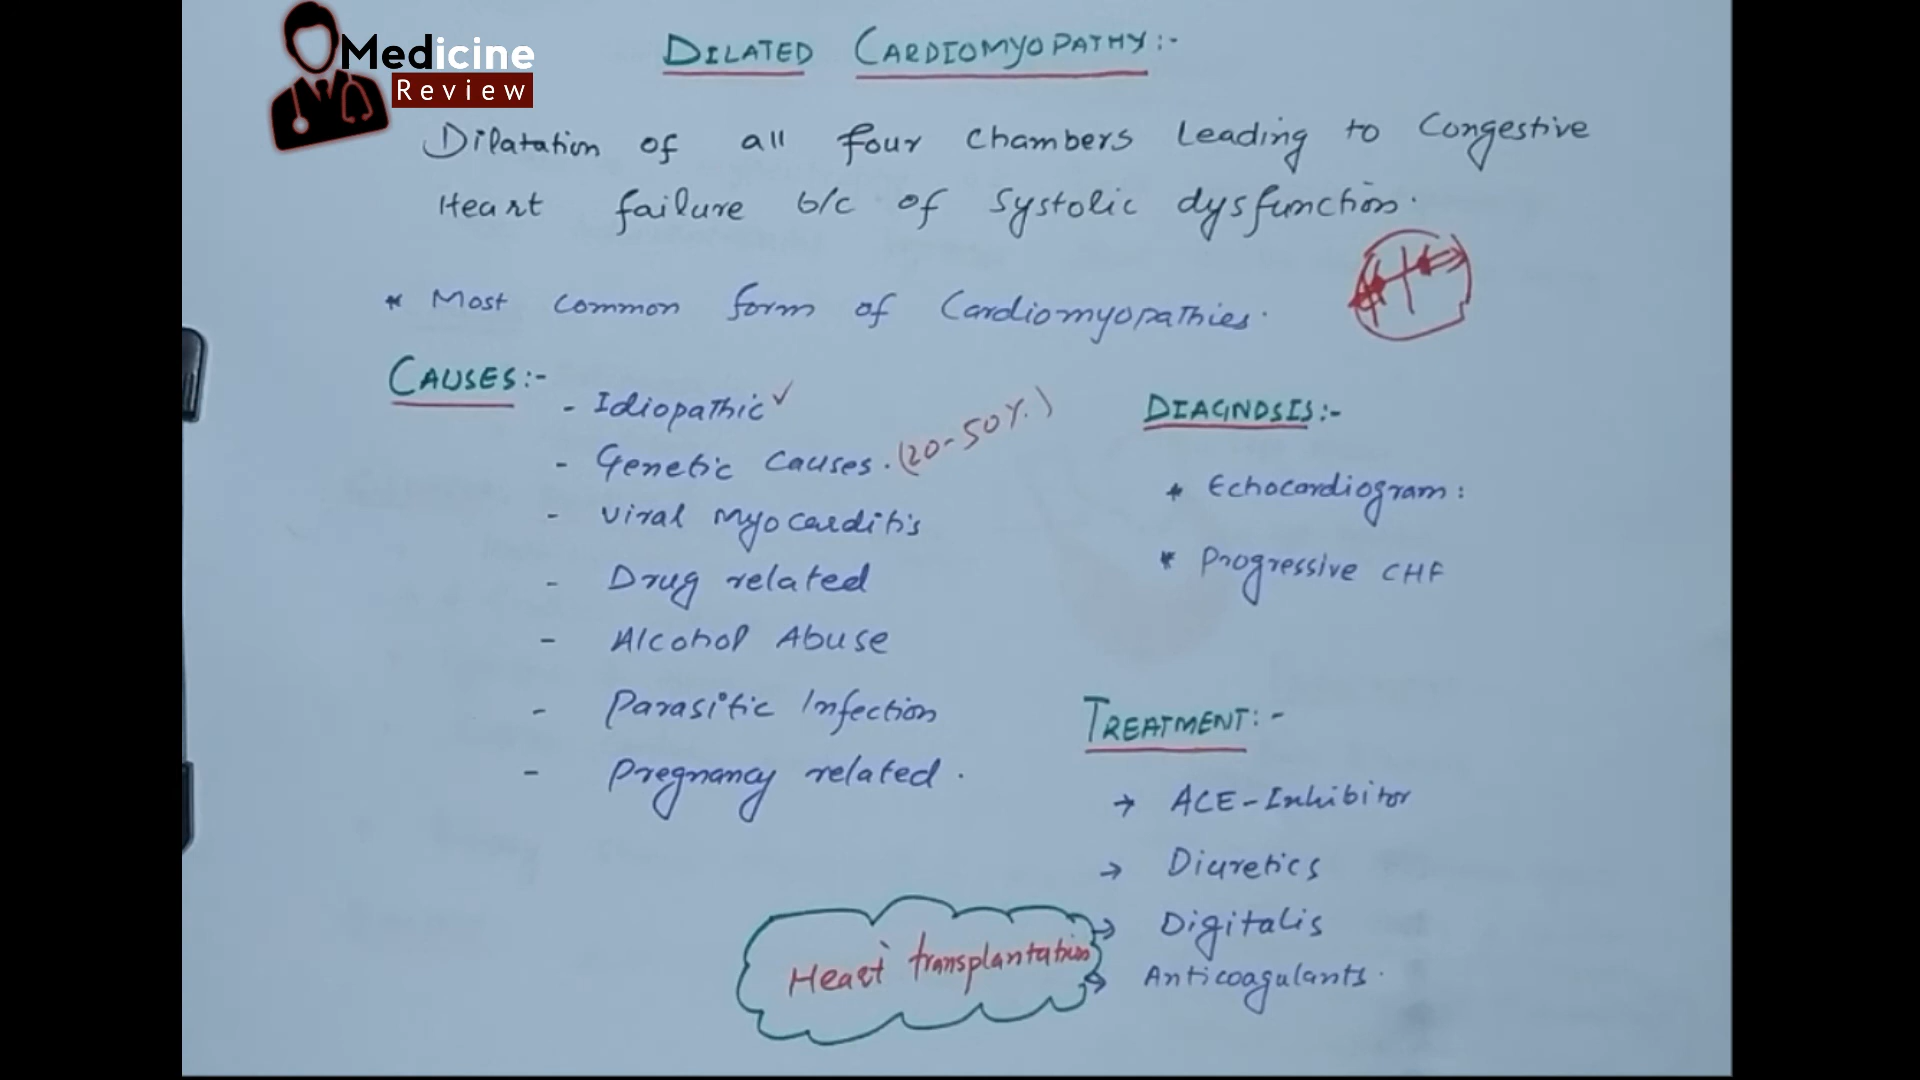 Medicine
Review
DILATED CARDIOMYOPATHY:-
Dilatation of all four chambers leading to Congestive
Heart failure b/c of systolic dysfunction.
* Most common form of Cardiomyopathies.
CAUSES:-
- Idiopathic ✓
- Genetic causes. (20-50%)
- Viral Myocarditis
- Drug related
- Alcohol Abuse
- Parasitic Infection
- Pregnancy related.
DIAGNOSIS:-
* Echocardiogram:
* Progressive CHF
TREATMENT:-
→ ACE-Inhibitor
→ Diuretics
→ Digitalis
→ Anticoagulants.
Heart transplantation